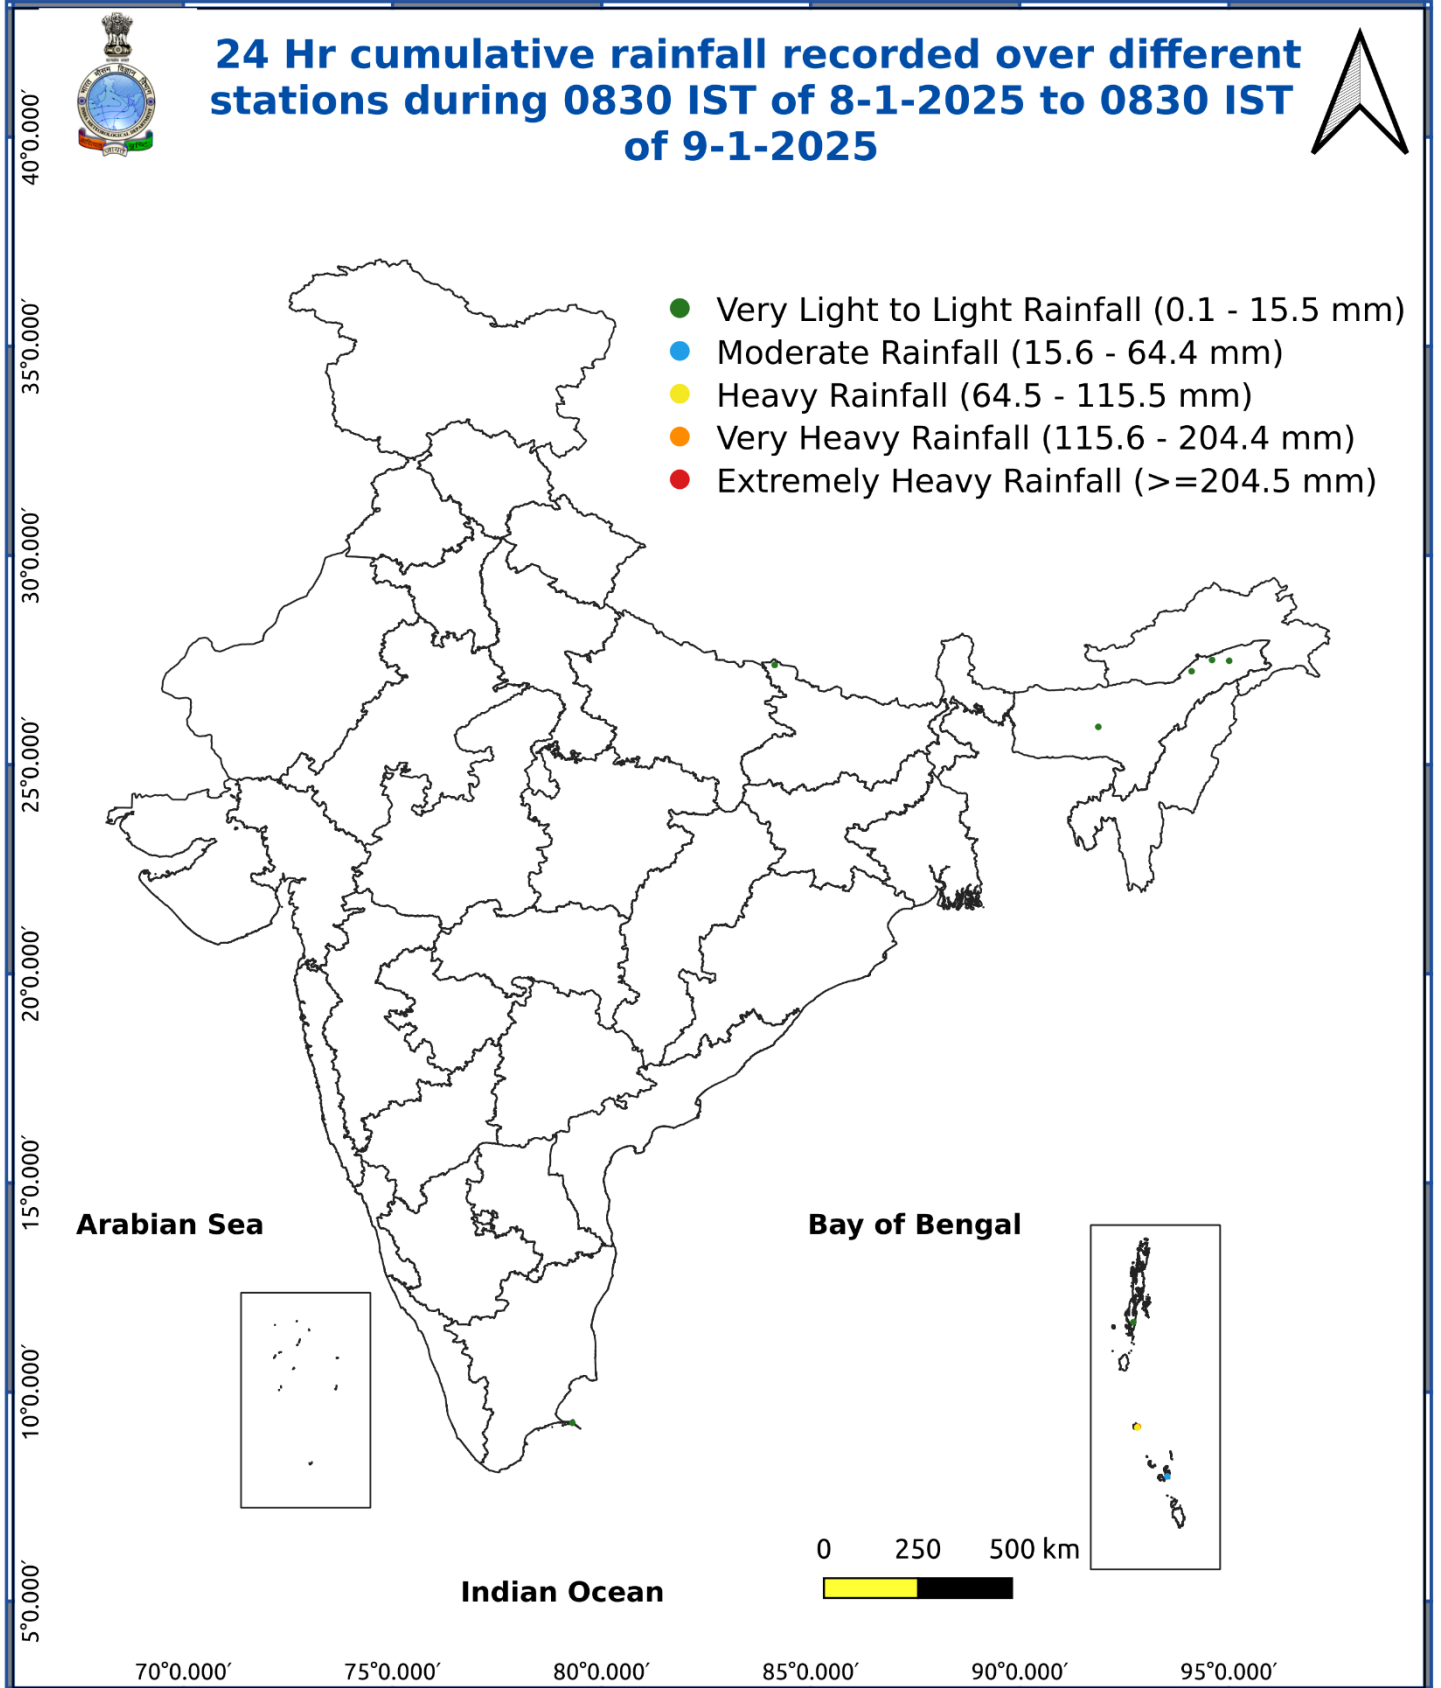 24 Hr cumulative rainfall recorded over different
stations during 0830 IST of 8-1-2025 to 0830 IST
of 9-1-2025
Very Light to Light Rainfall (0.1 - 15.5 mm)
Moderate Rainfall (15.6 - 64.4 mm)
Heavy Rainfall (64.5 - 115.5 mm)
Very Heavy Rainfall (115.6 - 204.4 mm)
Extremely Heavy Rainfall (>=204.5 mm)
40°0.000′
35°0.000′
30°0.000′
25°0.000′
20°0.000′
15°0.000′
10°0.000′
5°0.000′
Arabian Sea
Bay of Bengal
Indian Ocean
0 250 500 km
70°0.000′ 75°0.000′ 80°0.000′ 85°0.000′ 90°0.000′ 95°0.000′